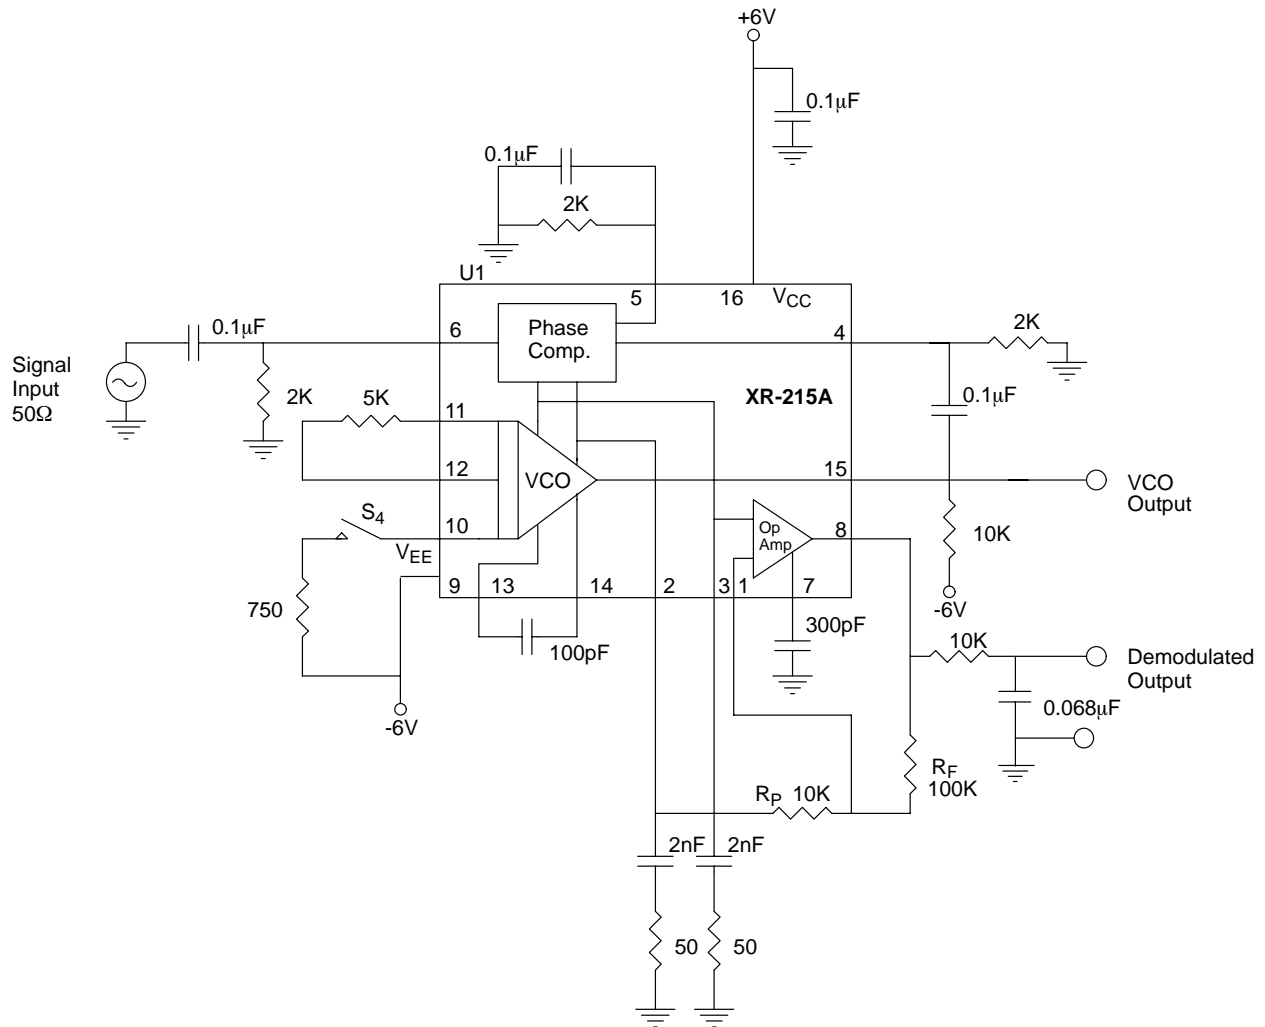 +6V
0.1µF
0.1µF
2K
U1
5
16
VCC
0.1µF
6
Phase
Comp.
4
2K
Signal
Input
50Ω
2K
5K
11
XR-215A
0.1µF
12
VCO
15
VCO
Output
S4
10
Op
Amp
8
10K
VEE
9
13
14
2
3
1
7
-6V
750
100pF
300pF
10K
Demodulated
Output
-6V
0.068µF
RP 10K
RF
100K
2nF
2nF
50
50